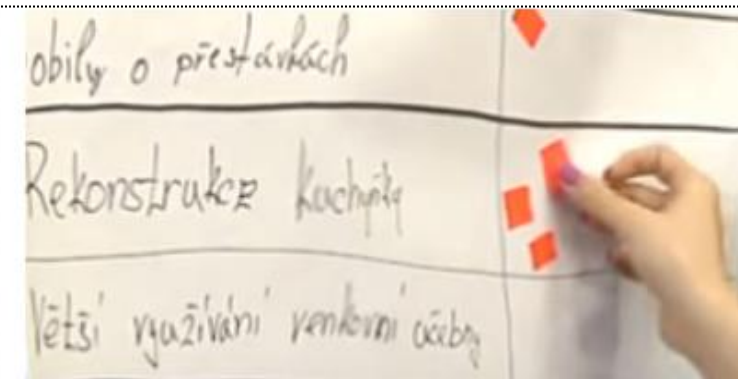 obily o přestávkách
Rekonstrukce kuchyňky
Větší využívání venkovní učebny